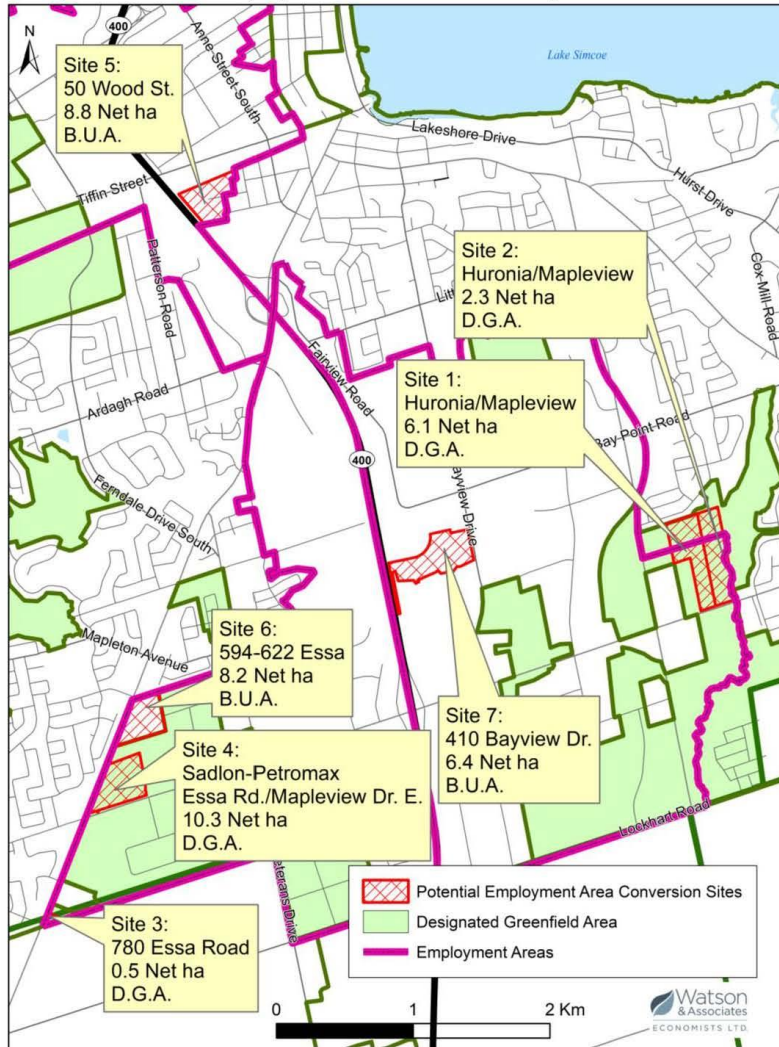 N
400
Anne-Street-South
Lake Simcoe
Site 5:
50 Wood St.
8.8 Net ha
B.U.A.
Lakeshore-Drive
Tiffin Street
Hurst-Drive
Patterson-Road
Site 2:
Huronia/Mapleview
2.3 Net ha
D.G.A.
Cox-Mill-Road
Fairview-Road
Site 1:
Huronia/Mapleview
6.1 Net ha
D.G.A.
Ardagh Road
Bay-Point-Road
400
Bayview-Drive
Ferndale-Drive South
Mapleton-Avenue
Site 6:
594-622 Essa
8.2 Net ha
B.U.A.
Site 7:
410 Bayview Dr.
6.4 Net ha
B.U.A.
Site 4:
Sadlon-Petromax
Essa Rd./Mapleview Dr. E.
10.3 Net ha
D.G.A.
Lockhart Road
Site 3:
780 Essa Road
0.5 Net ha
D.G.A.
Potential Employment Area Conversion Sites
Designated Greenfield Area
Employment Areas
0 1 2 Km
Watson
& Associates
ECONOMISTS LTD.